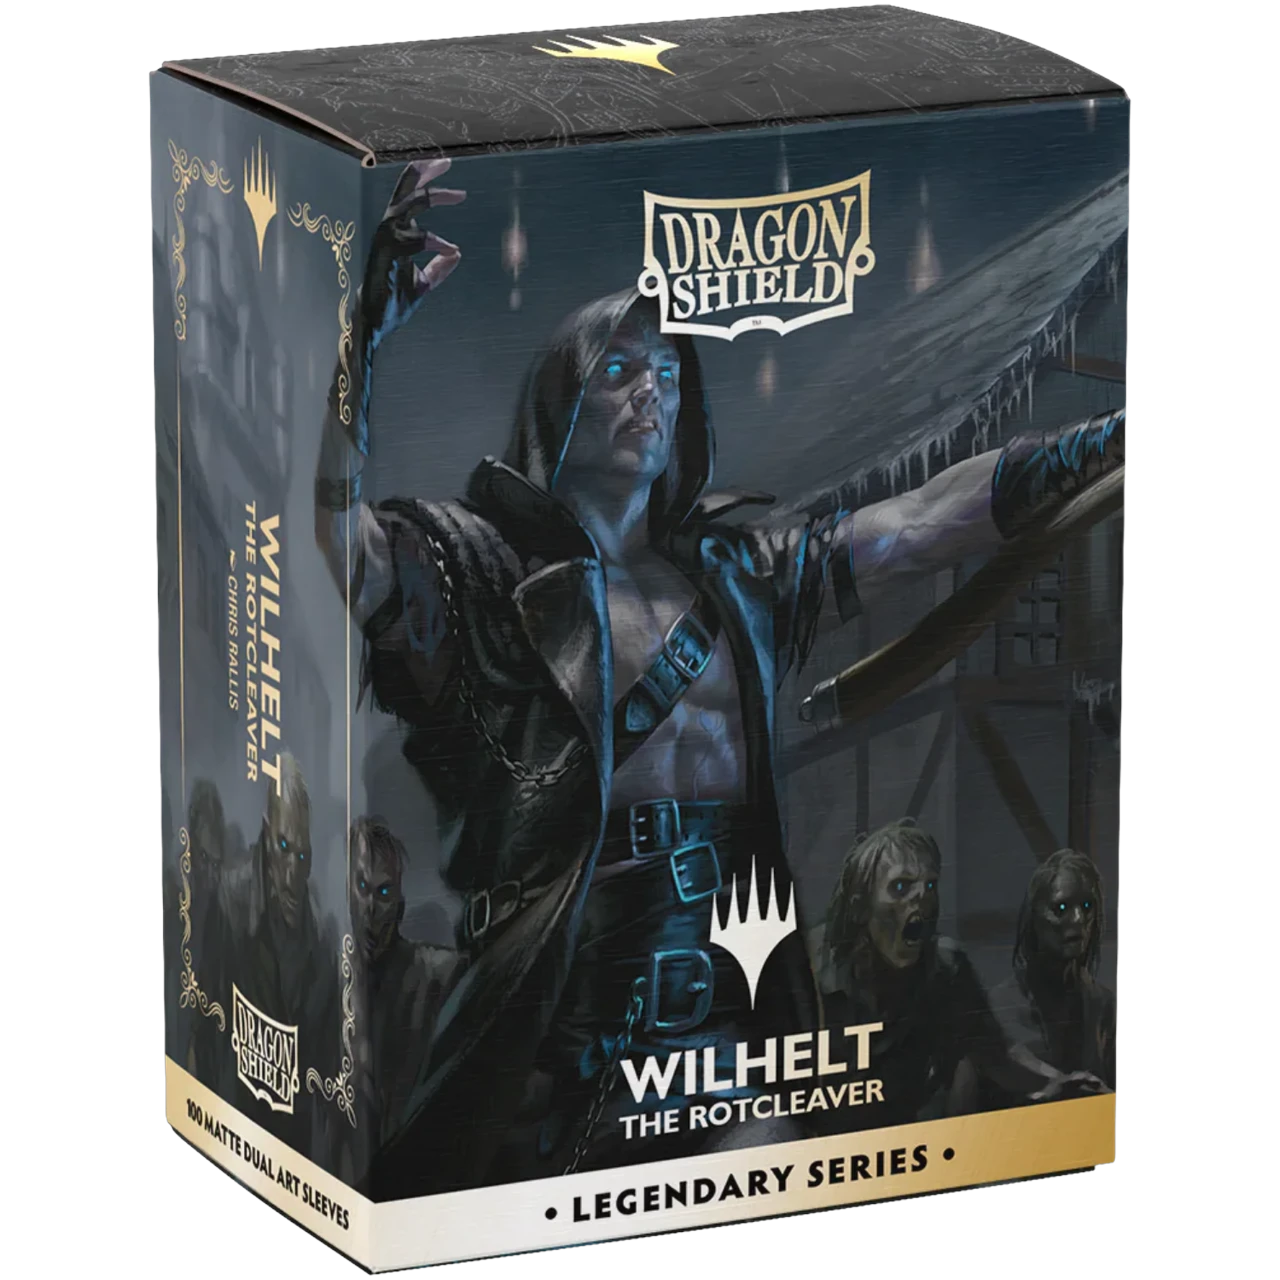 DRAGON
SHIELD
TM
WILHELT
THE ROTCLEAVER
• LEGENDARY SERIES •
WILHELT
THE ROTCLEAVER
CHRIS RALLIS
DRAGON
SHIELD
100 MATTE DUAL ART SLEEVES